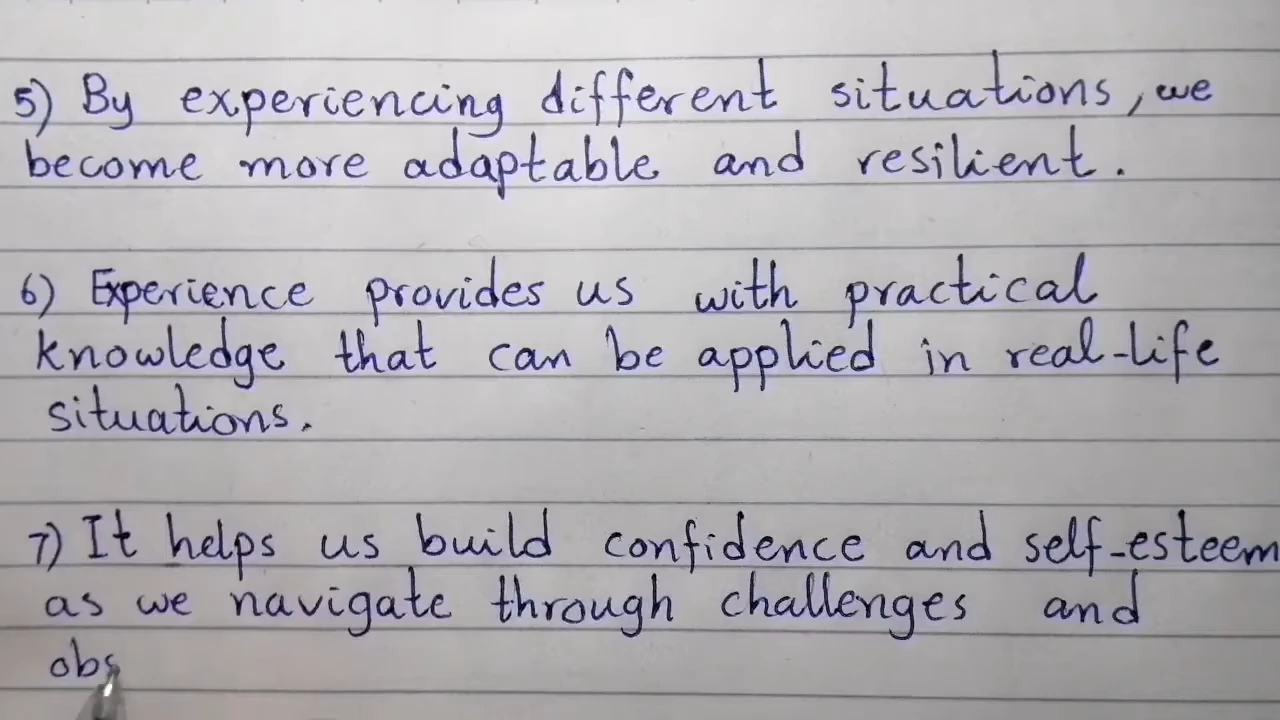 5) By experiencing different situations, we
become more adaptable and resilient.
6) Experience provides us with practical
knowledge that can be applied in real-life
situations.
7) It helps us build confidence and self-esteem
as we navigate through challenges and
obs